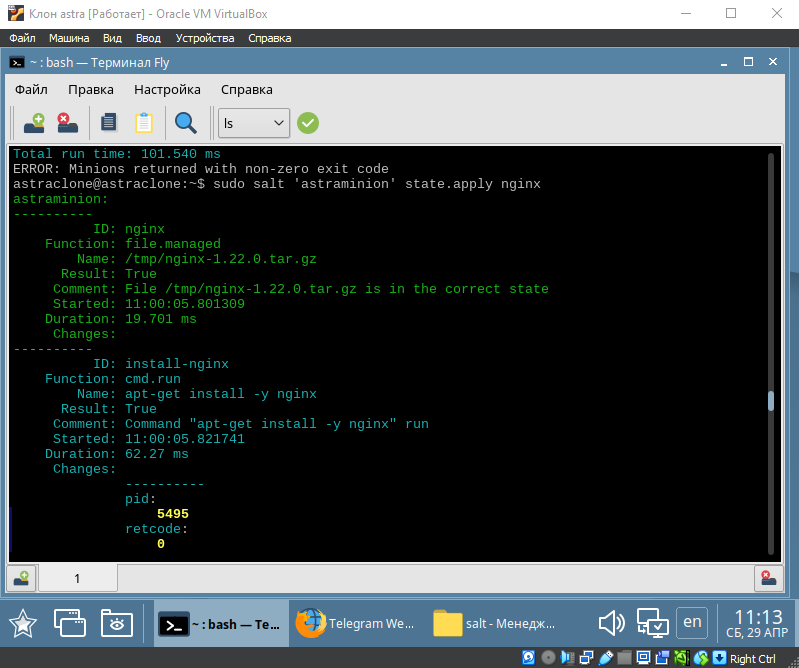 Клон astra [Работает] - Oracle VM VirtualBox
Файл Машина Вид Ввод Устройства Справка
~ : bash — Терминал Fly
Файл Правка Настройка Справка
ls
Total run time: 101.540 ms
ERROR: Minions returned with non-zero exit code
astraclone@astraclone:~$ sudo salt 'astraminion' state.apply nginx
astraminion:
----------
ID: nginx
Function: file.managed
Name: /tmp/nginx-1.22.0.tar.gz
Result: True
Comment: File /tmp/nginx-1.22.0.tar.gz is in the correct state
Started: 11:00:05.801309
Duration: 19.701 ms
Changes:
----------
ID: install-nginx
Function: cmd.run
Name: apt-get install -y nginx
Result: True
Comment: Command "apt-get install -y nginx" run
Started: 11:00:05.821741
Duration: 62.27 ms
Changes:
----------
pid:
5495
retcode:
0
1
~ : bash — Те...
Telegram We...
salt - Менедж...
en
11:13
СБ, 29 АПР
Right Ctrl